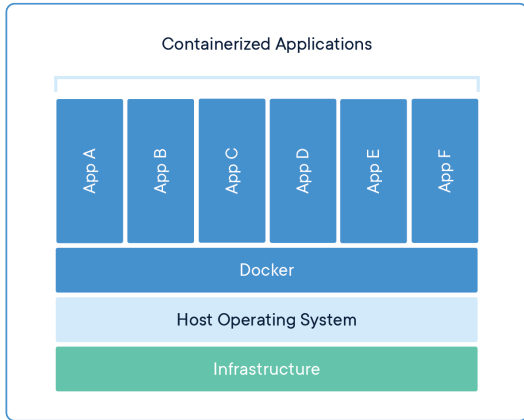 Containerized Applications
App A
App B
App C
App D
App E
App F
Docker
Host Operating System
Infrastructure